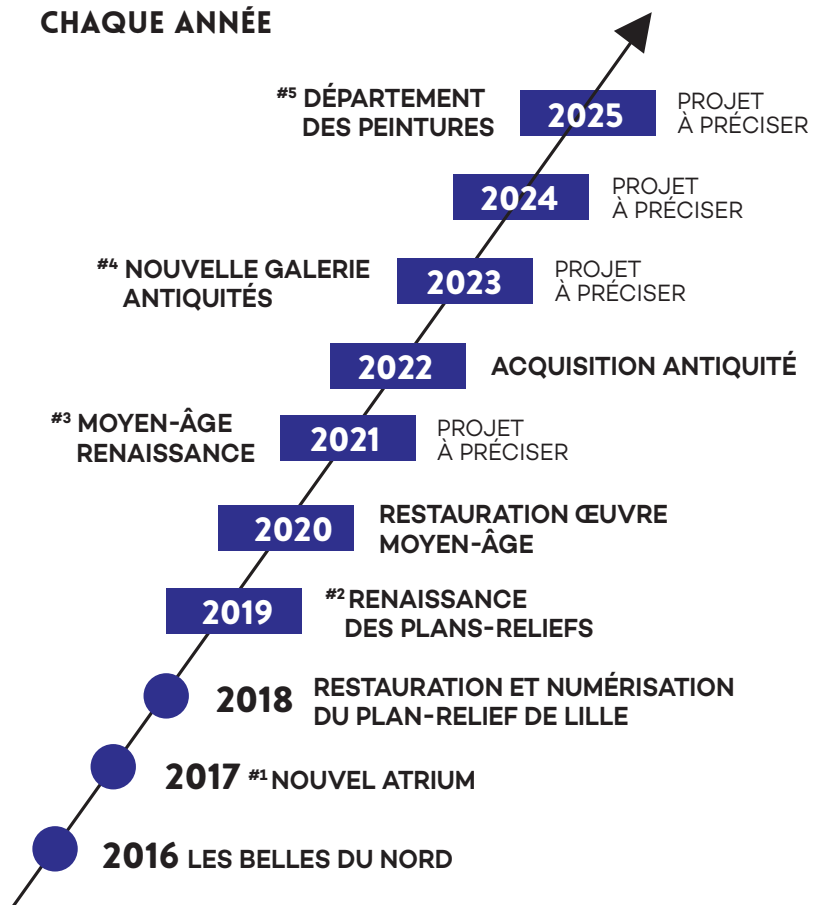 CHAQUE ANNÉE
#5 DÉPARTEMENT
DES PEINTURES
2025
PROJET
À PRÉCISER
2024
PROJET
À PRÉCISER
#4 NOUVELLE GALERIE
ANTIQUITÉS
2023
PROJET
À PRÉCISER
2022
ACQUISITION ANTIQUITÉ
#3 MOYEN-ÂGE
RENAISSANCE
2021
PROJET
À PRÉCISER
2020
RESTAURATION ŒUVRE
MOYEN-ÂGE
2019
#2 RENAISSANCE
DES PLANS-RELIEFS
2018
RESTAURATION ET NUMÉRISATION
DU PLAN-RELIEF DE LILLE
2017 #1 NOUVEL ATRIUM
2016 LES BELLES DU NORD